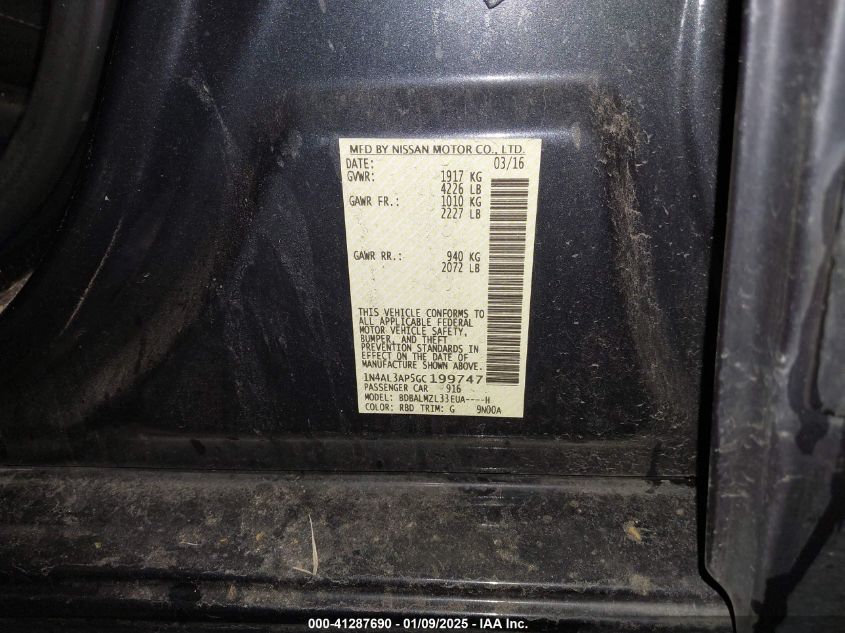 MFD BY NISSAN MOTOR CO., LTD.
DATE: 03/16
GVWR: 1917 KG
4226 LB
GAWR FR.: 1010 KG
2227 LB
GAWR RR.: 940 KG
2072 LB
THIS VEHICLE CONFORMS TO
ALL APPLICABLE FEDERAL
MOTOR VEHICLE SAFETY,
BUMPER, AND THEFT
PREVENTION STANDARDS IN
EFFECT ON THE DATE OF
MANUFACTURE SHOWN ABOVE.
1N4AL3AP5GC199747
PASSENGER CAR 916
MODEL: BDBALMZL33EUA----H
COLOR: RBD TRIM: G 9N00A
000-41287690 - 01/09/2025 - IAA Inc.